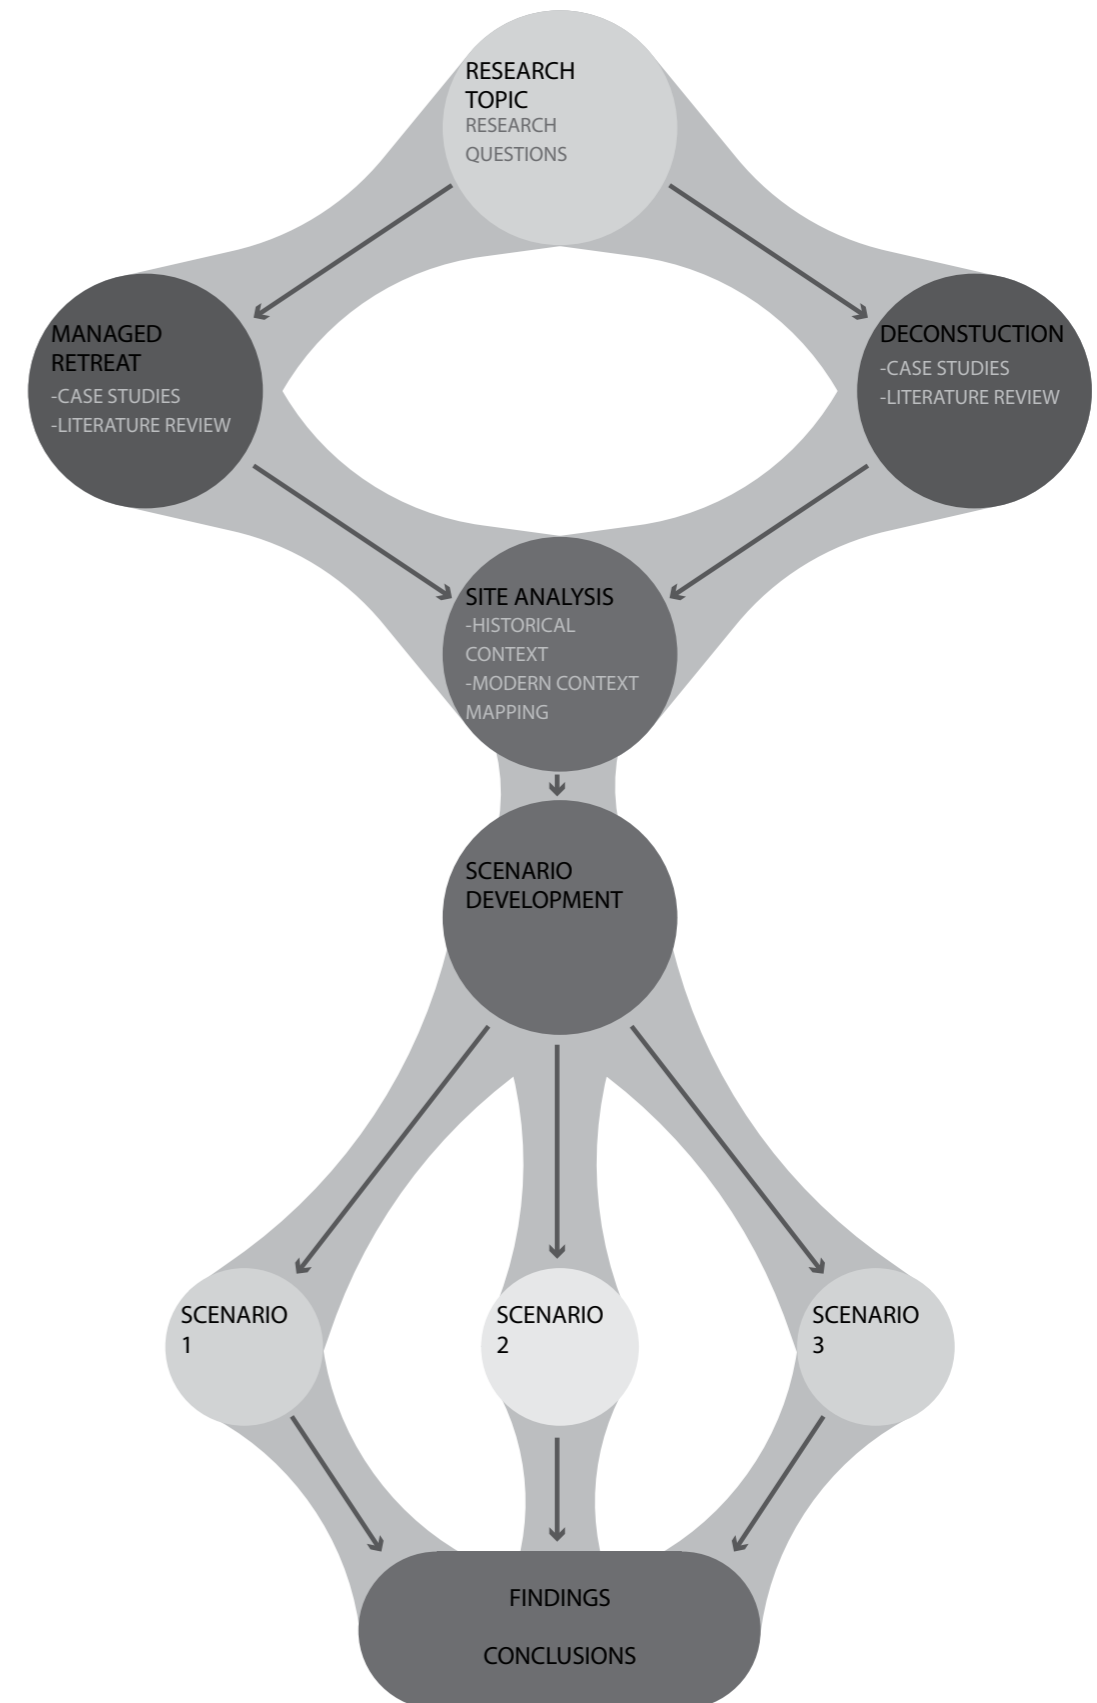 RESEARCH
TOPIC
RESEARCH
QUESTIONS
MANAGED
RETREAT
-CASE STUDIES
-LITERATURE REVIEW
DECONSTUCTION
-CASE STUDIES
-LITERATURE REVIEW
SITE ANALYSIS
-HISTORICAL
CONTEXT
-MODERN CONTEXT
MAPPING
SCENARIO
DEVELOPMENT
SCENARIO
1
SCENARIO
2
SCENARIO
3
FINDINGS
CONCLUSIONS